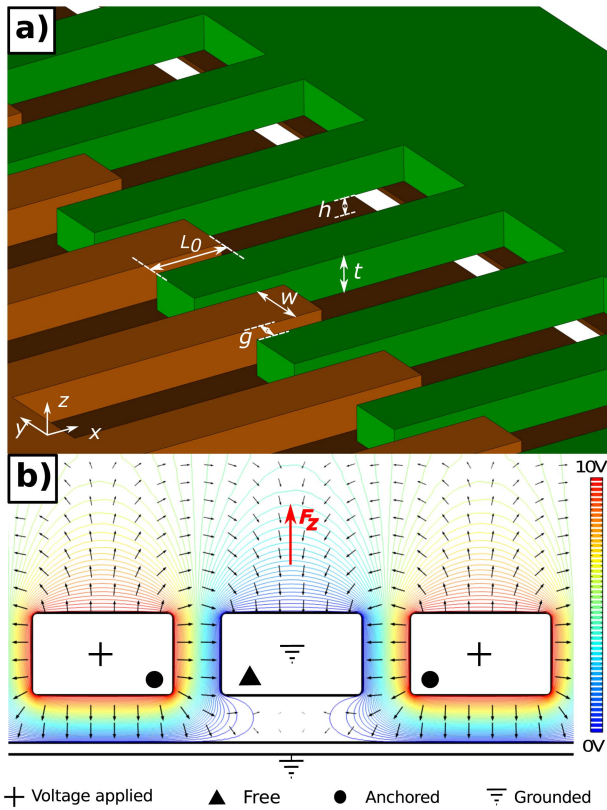 a)
h
L0
t
w
g
z
y
x
b)
10V
Fz
0V
Voltage applied
Free
Anchored
Grounded